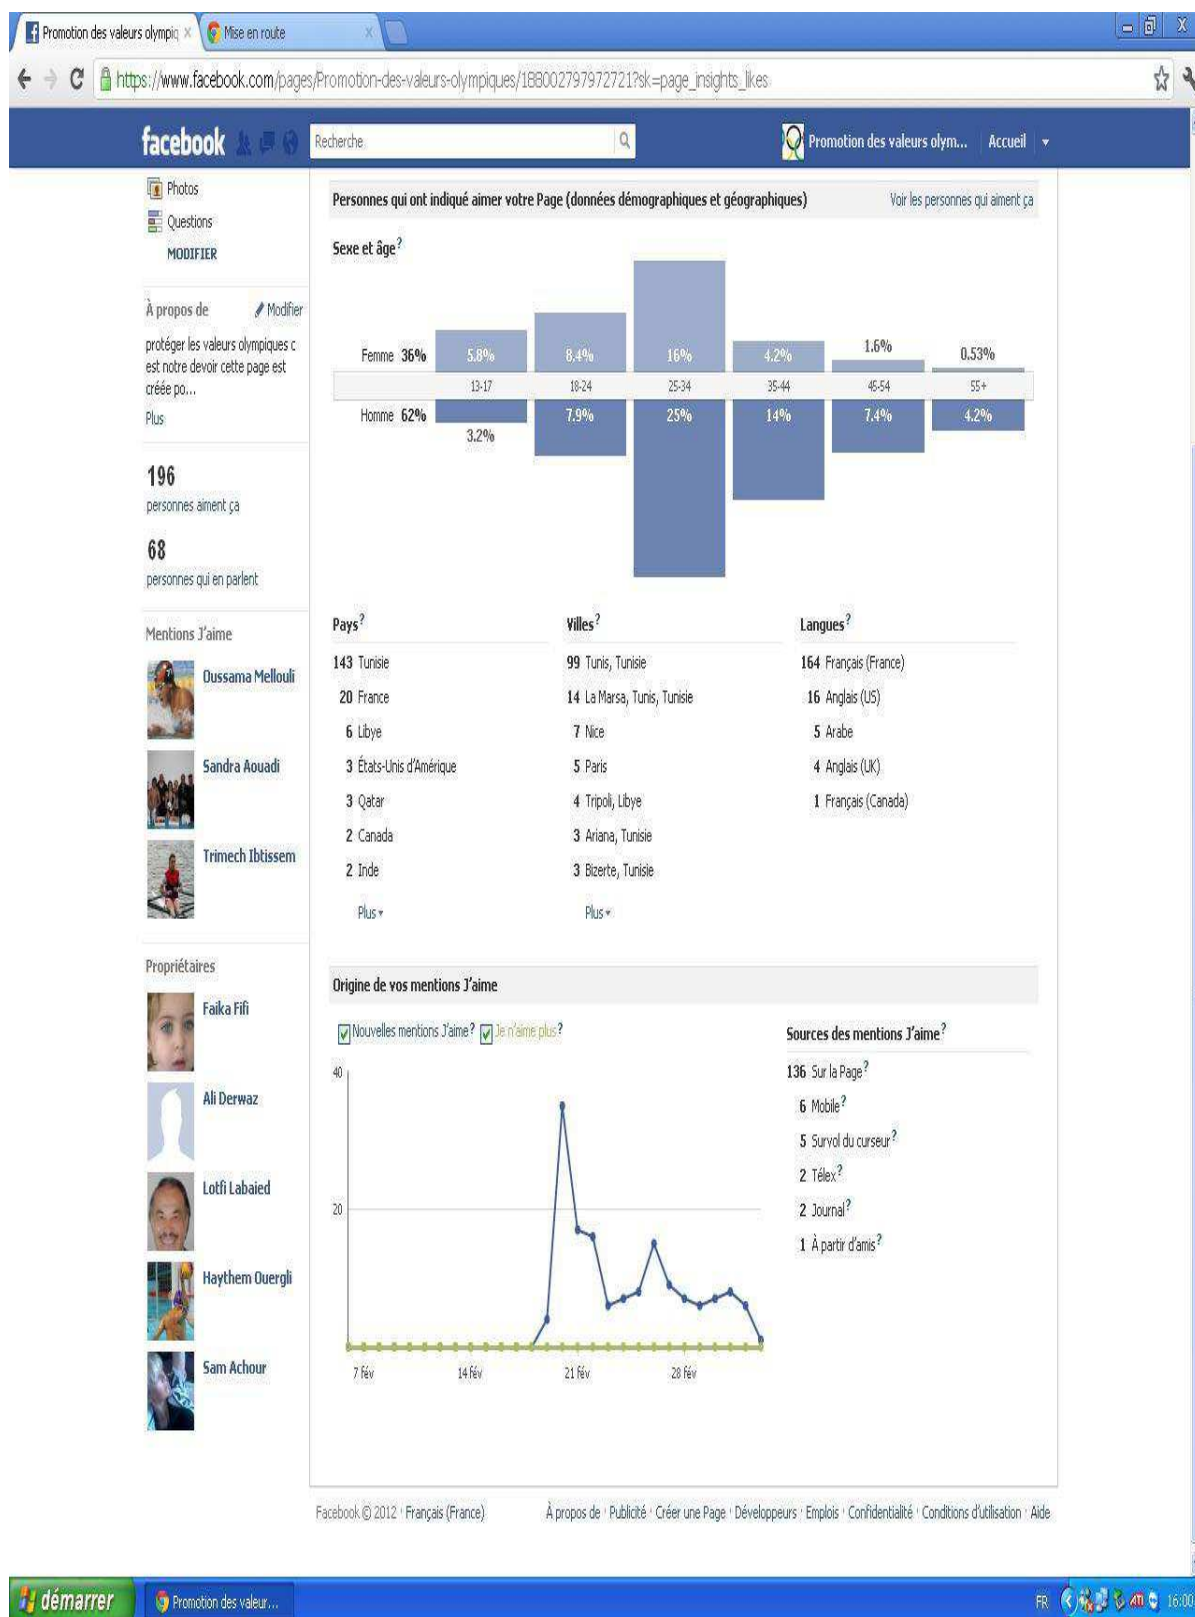 Promotion des valeurs olympiq
Mise en route
https://www.facebook.com/pages/Promotion-des-valeurs-olympiques/188002797972721?sk=page_insights_likes
facebook
Recherche
Promotion des valeurs olym...
Accueil
Photos
Questions
MODIFIER
À propos de
Modifier
protéger les valeurs olympiques c
est notre devoir cette page est
créée po...
Plus
196
personnes aiment ça
68
personnes qui en parlent
Mentions J'aime
Oussama Mellouli
Sandra Aouadi
Trimech Ibtissem
Propriétaires
Faika Fifi
Ali Derwaz
Lotfi Labaied
Haythem Ouergli
Sam Achour
Personnes qui ont indiqué aimer votre Page (données démographiques et géographiques)
Voir les personnes qui aiment ça
Sexe et âge?
Femme 36% 5.8% 8.4% 16% 4.2% 1.6% 0.53%
13-17 18-24 25-34 35-44 45-54 55+
Homme 62% 3.2% 7.9% 25% 14% 7.4% 4.2%
Pays?
143 Tunisie
20 France
6 Libye
3 États-Unis d'Amérique
3 Qatar
2 Canada
2 Inde
Plus
Villes?
99 Tunis, Tunisie
14 La Marsa, Tunis, Tunisie
7 Nice
5 Paris
4 Tripoli, Libye
3 Ariana, Tunisie
3 Bizerte, Tunisie
Plus
Langues?
164 Français (France)
16 Anglais (US)
5 Arabe
4 Anglais (UK)
1 Français (Canada)
Origine de vos mentions J'aime
Nouvelles mentions J'aime? Je n'aime plus?
40
20
7 fév 14 fév 21 fév 28 fév
Sources des mentions J'aime?
136 Sur la Page?
6 Mobile?
5 Survol du curseur?
2 Télex?
2 Journal?
1 À partir d'amis?
Facebook © 2012 · Français (France)
À propos de · Publicité · Créer une Page · Développeurs · Emplois · Confidentialité · Conditions d'utilisation · Aide
démarrer
Promotion des valeur...
FR
ATI
16:00